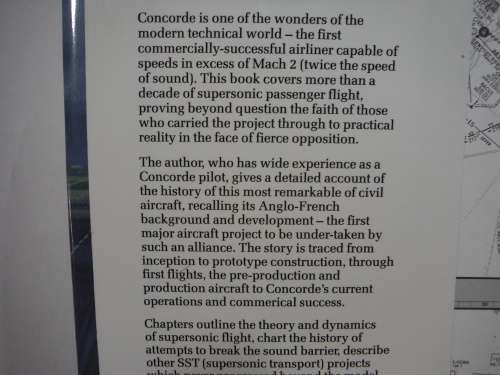 Concorde is one of the wonders of the
modern technical world – the first
commercially-successful airliner capable of
speeds in excess of Mach 2 (twice the speed
of sound). This book covers more than a
decade of supersonic passenger flight,
proving beyond question the faith of those
who carried the project through to practical
reality in the face of fierce opposition.
The author, who has wide experience as a
Concorde pilot, gives a detailed account of
the history of this most remarkable of civil
aircraft, recalling its Anglo-French
background and development – the first
major aircraft project to be under-taken by
such an alliance. The story is traced from
inception to prototype construction, through
first flights, the pre-production and
production aircraft to Concorde's current
operations and commerical success.
Chapters outline the theory and dynamics
of supersonic flight, chart the history of
attempts to break the sound barrier, describe
other SST (supersonic transport) projects
which never progressed beyond the model